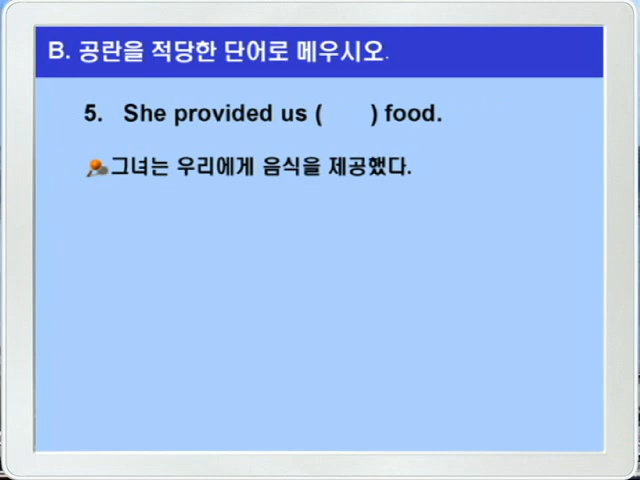 B. 공란을 적당한 단어로 메우시오.
5. She provided us ( ) food.
그녀는 우리에게 음식을 제공했다.